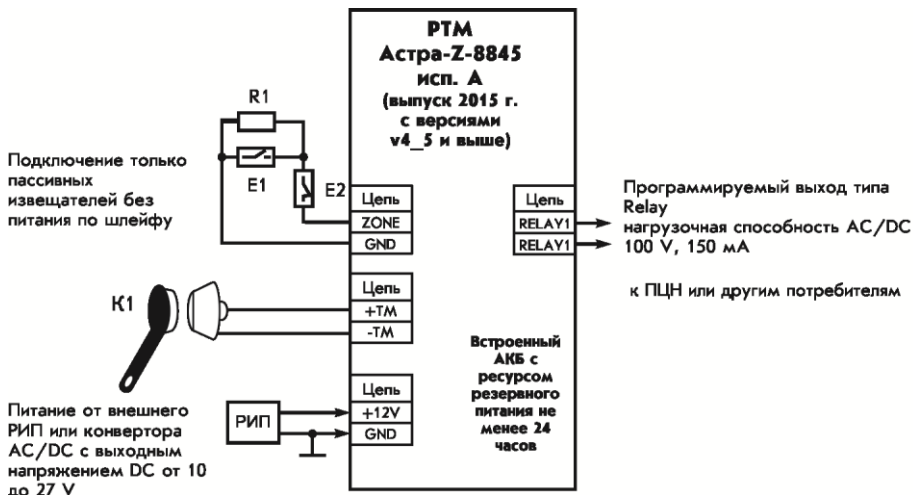 РТМ
Астра-Z-8845
исп. А
(выпуск 2015 г.
с версиями
v4_5 и выше)
R1
E1
E2
Подключение только
пассивных
извещателей без
питания по шлейфу
Цепь
ZONE
GND
Цепь
RELAY1
RELAY1
Программируемый выход типа
Relay
нагрузочная способность AC/DC
100 V, 150 мА
к ПЦН или другим потребителям
К1
Цепь
+ТМ
-ТМ
Встроенный
АКБ с
ресурсом
резервного
питания не
менее 24
часов
Цепь
+12V
GND
РИП
Питание от внешнего
РИП или конвертора
AC/DC с выходным
напряжением DC от 10
до 27 V